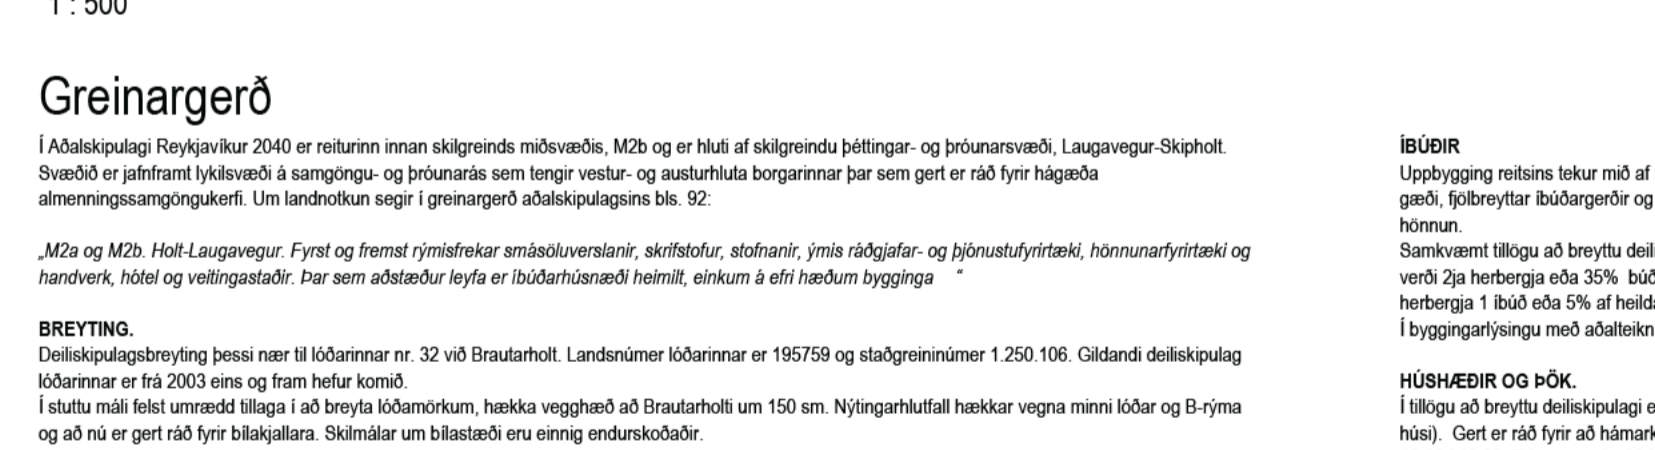 1 : 500
Greinargerð
Í Aðalskipulagi Reykjavíkur 2040 er reiturinn innan skilgreinds miðsvæðis, M2b og er hluti af skilgreindu þéttingar- og þróunarsvæði, Laugavegur-Skipholt.
Svæðið er jafnframt lykilsvæði á samgöngu- og þróunarás sem tengir vestur- og austurhluta borgarinnar þar sem gert er ráð fyrir hágæða
almenningssamgöngukerfi. Um landnotkun segir í greinargerð aðalskipulagsins bls. 92:
„M2a og M2b. Holt-Laugavegur. Fyrst og fremst rýmisfrekar smásöluverslanir, skrifstofur, stofnanir, ýmis ráðgjafar- og þjónustufyrirtæki, hönnunarfyrirtæki og
handverk, hótel og veitingastaðir. Þar sem aðstæður leyfa er íbúðarhúsnæði heimilt, einkum á efri hæðum bygginga “
BREYTING.
Deiliskipulagsbreyting þessi nær til lóðarinnar nr. 32 við Brautarholt. Landsnúmer lóðarinnar er 195759 og staðgreininúmer 1.250.106. Gildandi deiliskipulag
lóðarinnar er frá 2003 eins og fram hefur komið.
Í stuttu máli felst umrædd tillaga í að breyta lóðamörkum, hækka vegghæð að Brautarholti um 150 sm. Nýtingarhlutfall hækkar vegna minni lóðar og B-rýma
og að nú er gert ráð fyrir bílakjallara. Skilmálar um bílastæði eru einnig endurskoðaðir.
ÍBÚÐIR
Uppbygging reitsins tekur mið af
gæði, fjölbreyttar íbúðargerðir og
hönnun.
Samkvæmt tillögu að breyttu deili
verði 2ja herbergja eða 35% búð
herbergja 1 íbúð eða 5% af heilda
Í byggingarlýsingu með aðalteikn
HÚSHÆÐIR OG ÞÖK.
Í tillögu að breyttu deiliskipulagi e
húsi). Gert er ráð fyrir að hámark